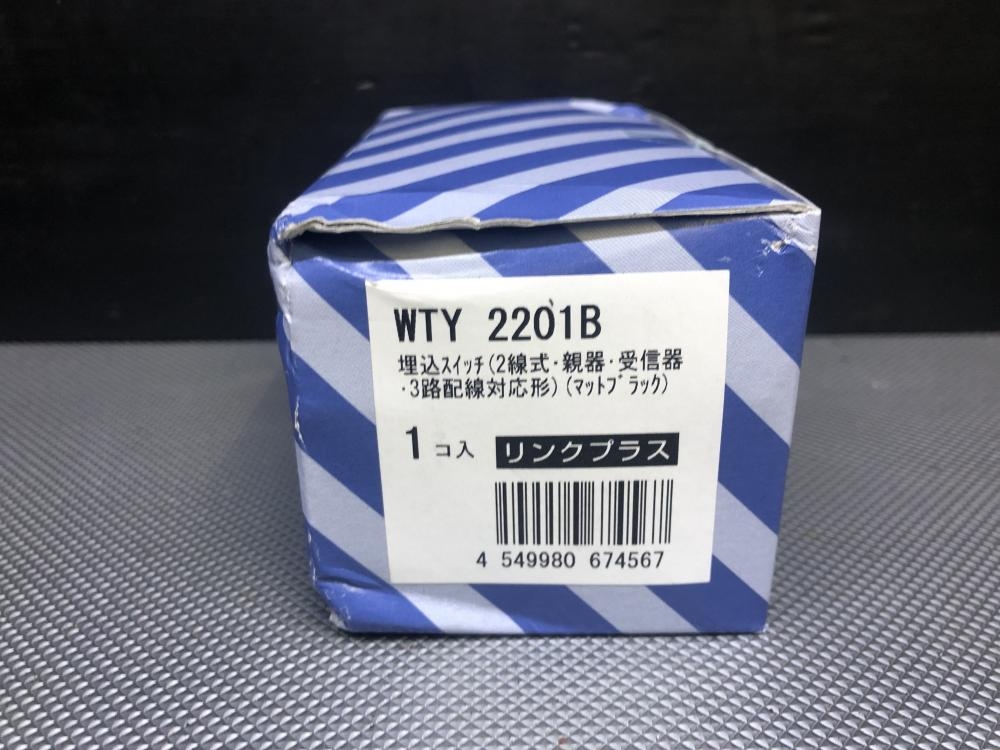 WTY 2201B
埋込スイッチ(2線式・親器・受信器
・3路配線対応形)(マットブラック)
1コ入 リンクプラス
4 549980 674567